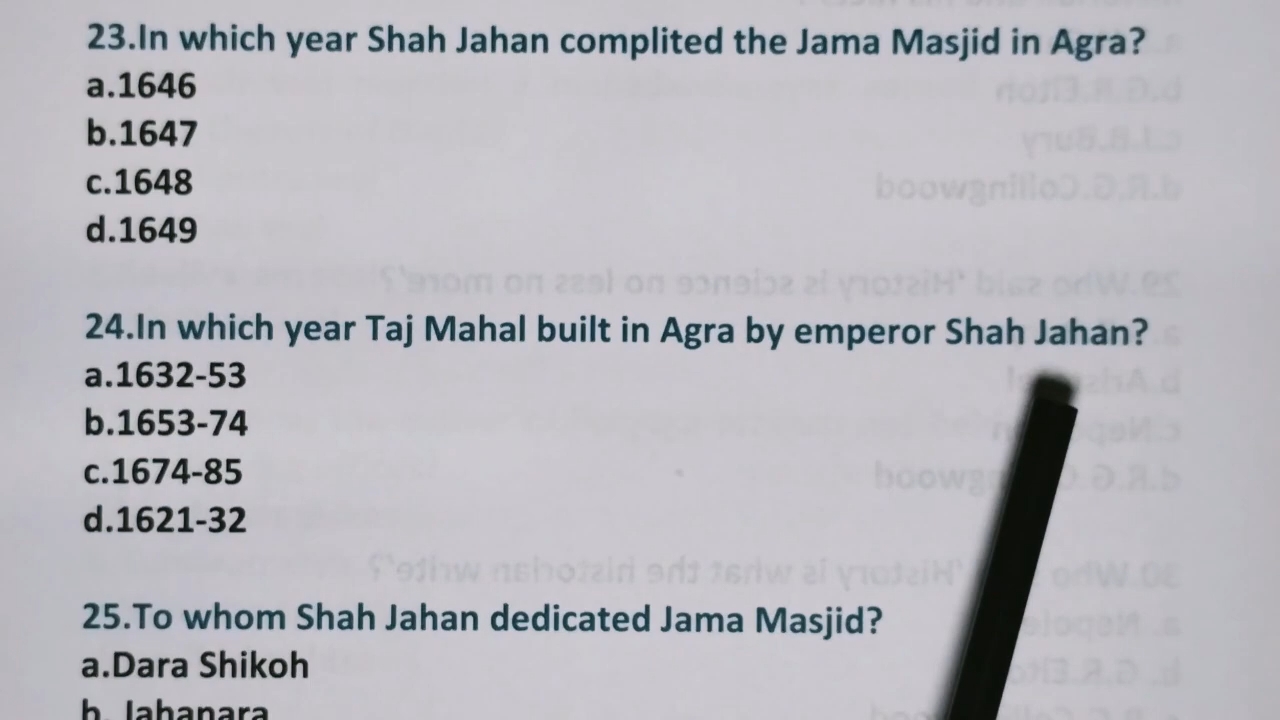 23.In which year Shah Jahan complited the Jama Masjid in Agra?
a.1646
b.1647
c.1648
d.1649
24.In which year Taj Mahal built in Agra by emperor Shah Jahan?
a.1632-53
b.1653-74
c.1674-85
d.1621-32
25.To whom Shah Jahan dedicated Jama Masjid?
a.Dara Shikoh
b. Jahanara